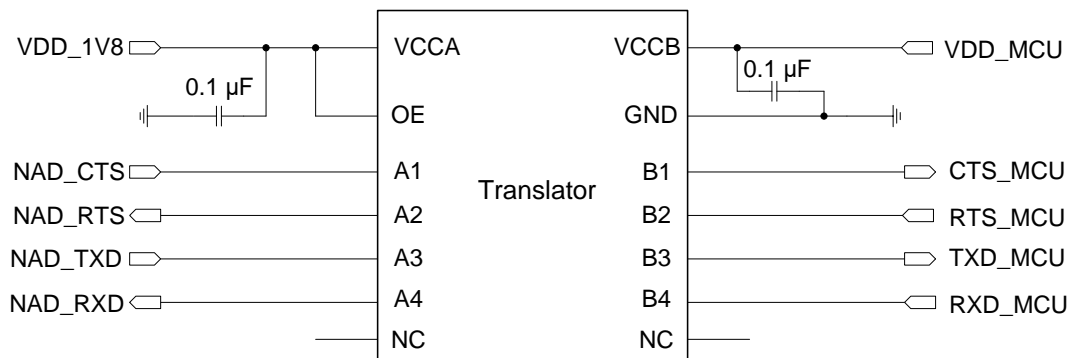 VDD_1V8 VCCA VCCB VDD_MCU
0.1 µF 0.1 µF
OE GND
NAD_CTS A1 B1 CTS_MCU
Translator
NAD_RTS A2 B2 RTS_MCU
NAD_TXD A3 B3 TXD_MCU
NAD_RXD A4 B4 RXD_MCU
NC NC